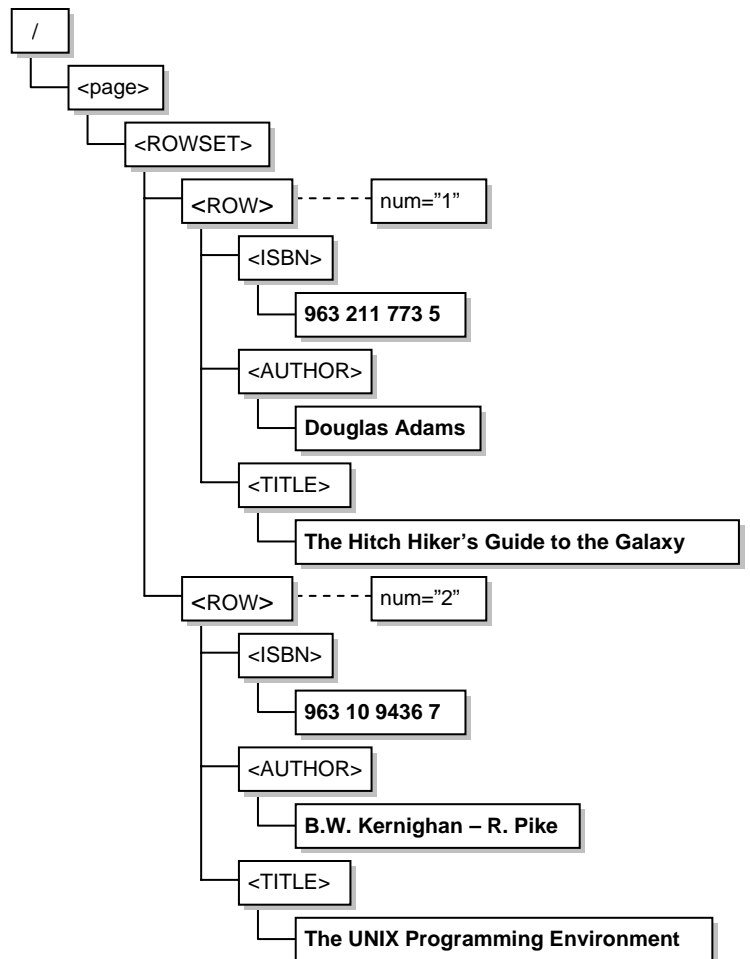 /
<page>
<ROWSET>
<ROW> num=”1”
<ISBN>
963 211 773 5
<AUTHOR>
Douglas Adams
<TITLE>
The Hitch Hiker’s Guide to the Galaxy
<ROW> num=”2”
<ISBN>
963 10 9436 7
<AUTHOR>
B.W. Kernighan – R. Pike
<TITLE>
The UNIX Programming Environment